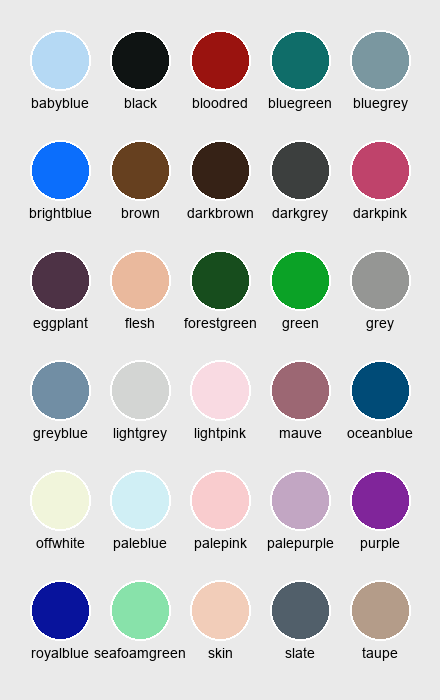 babyblue black bloodred bluegreen bluegrey
brightblue brown darkbrown darkgrey darkpink
eggplant flesh forestgreen green grey
greyblue lightgrey lightpink mauve oceanblue
offwhite paleblue palepink palepurple purple
royalblue seafoamgreen skin slate taupe